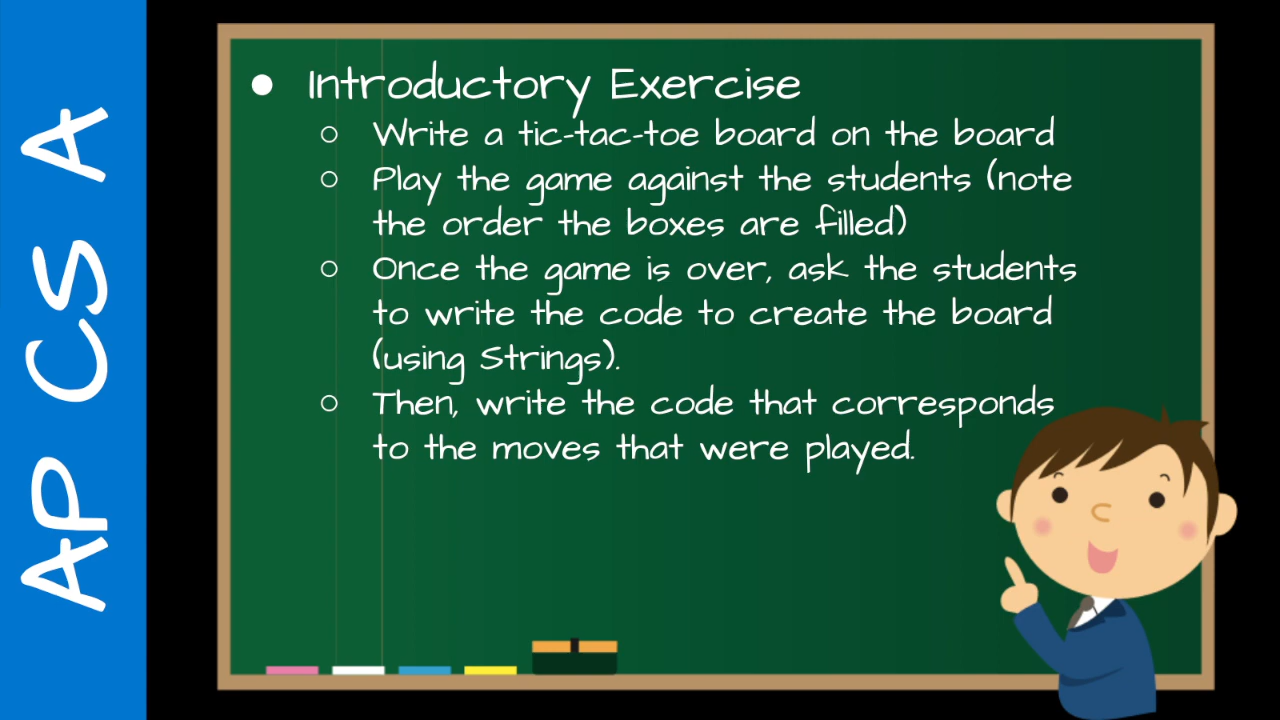 AP CS A
● Introductory Exercise
○ Write a tic-tac-toe board on the board
○ Play the game against the students (note
the order the boxes are filled)
○ Once the game is over, ask the students
to write the code to create the board
(using Strings).
○ Then, write the code that corresponds
to the moves that were played.